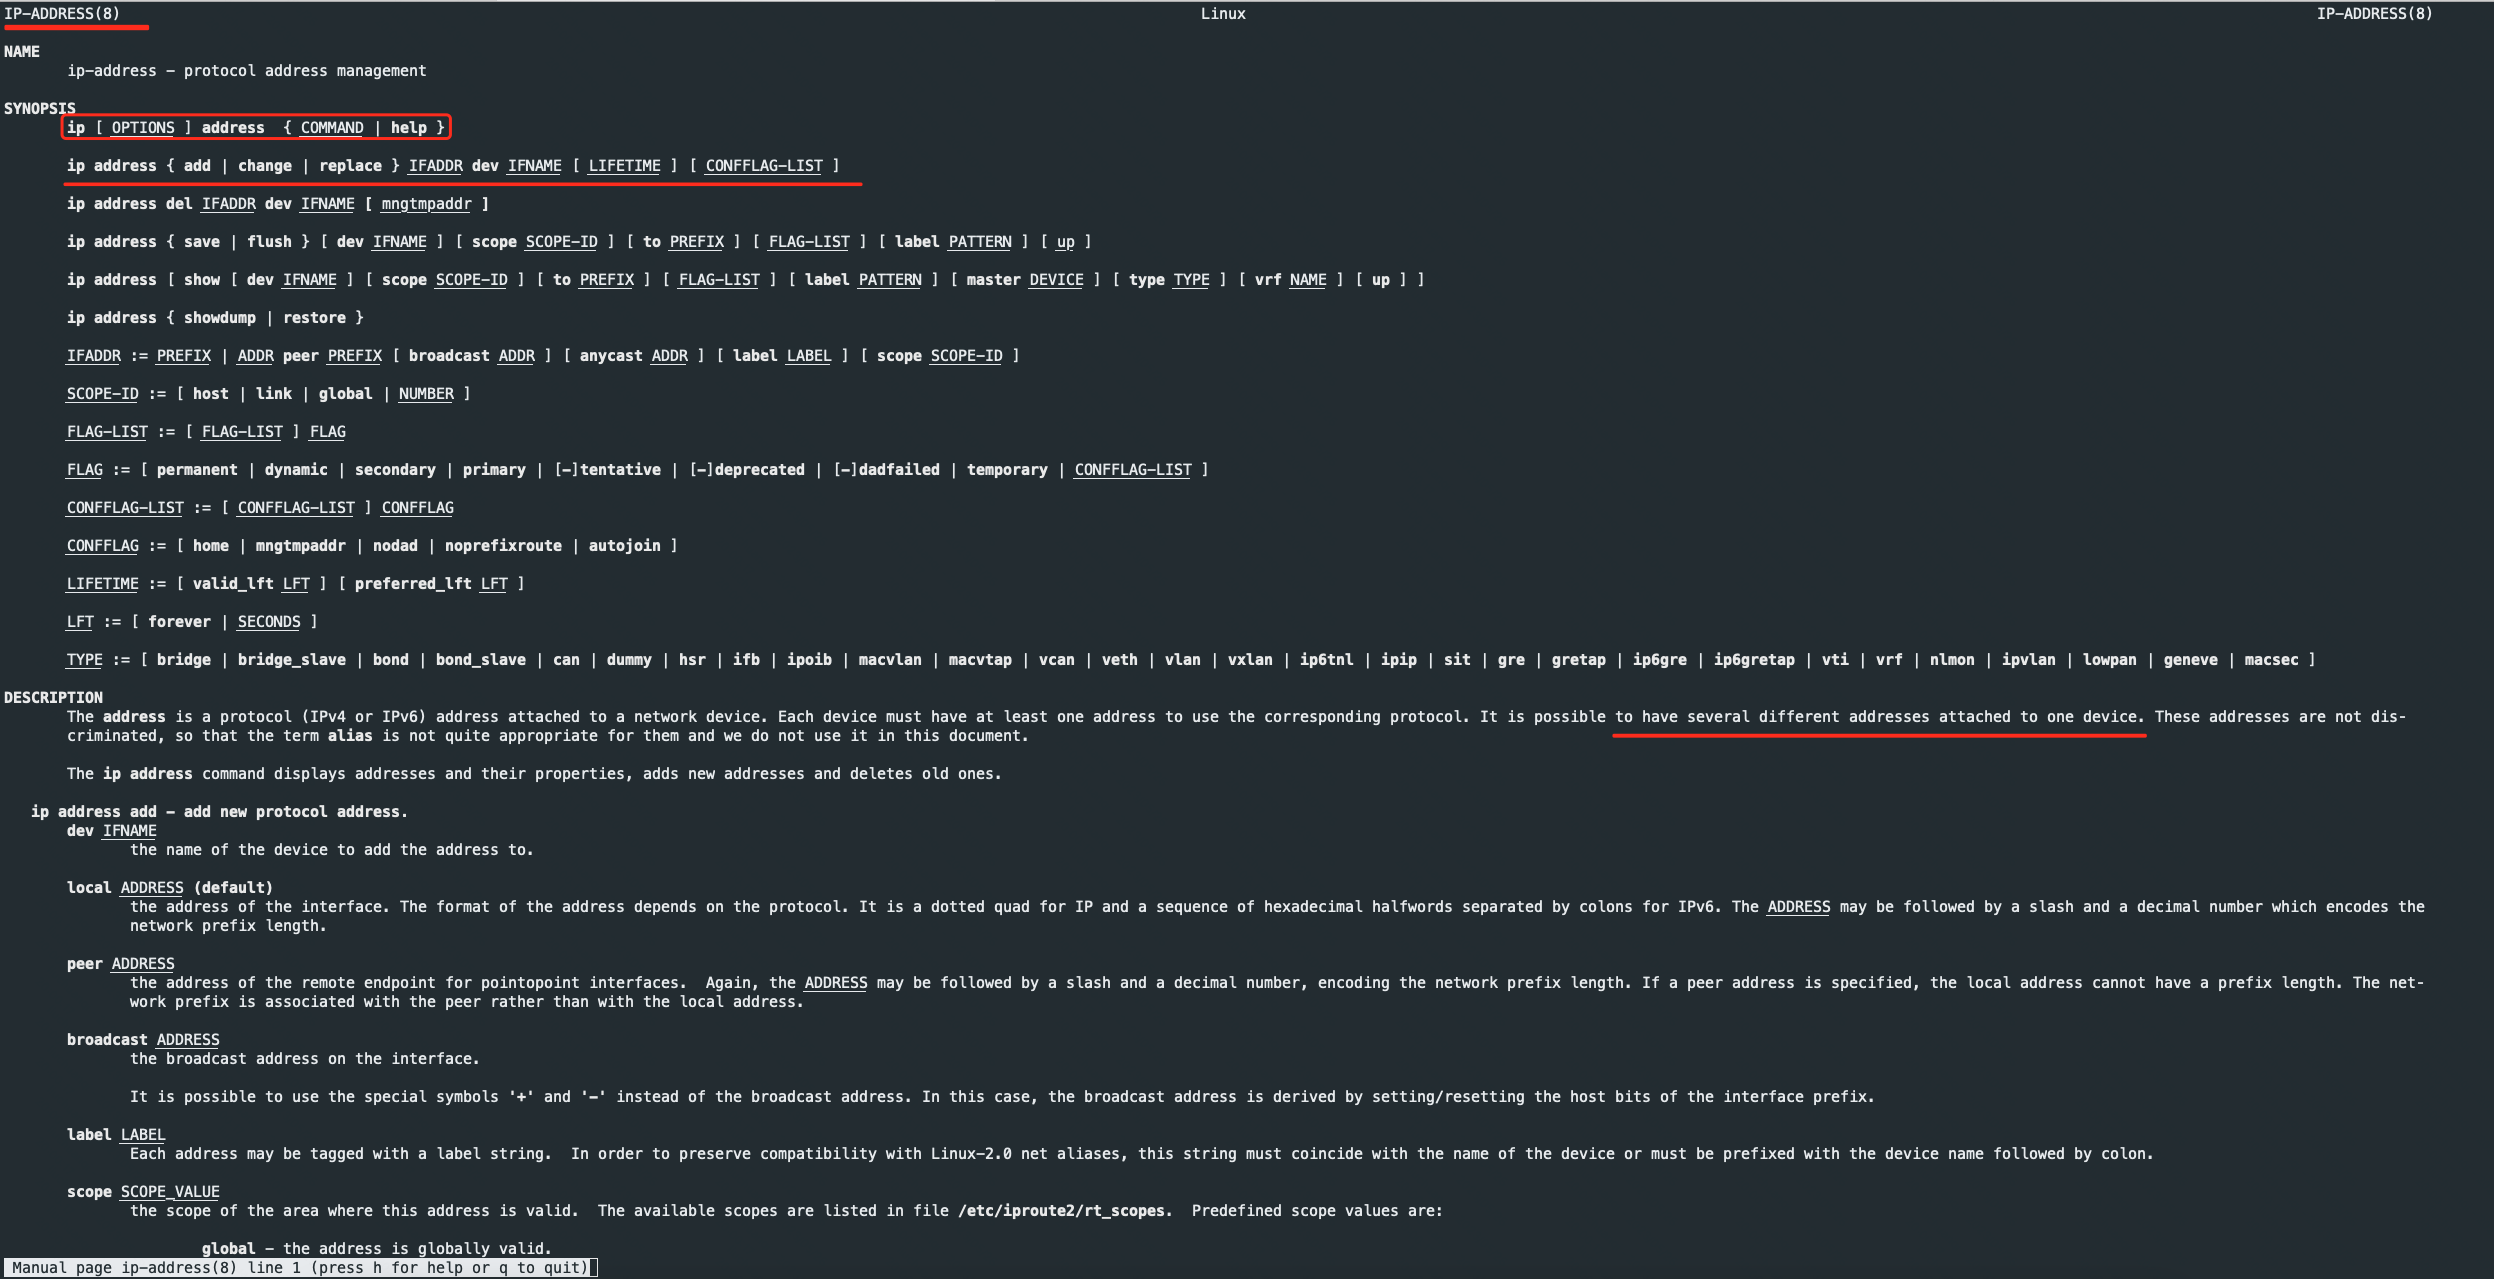 IP-ADDRESS(8) Linux IP-ADDRESS(8)
NAME
ip-address - protocol address management
SYNOPSIS
ip [ OPTIONS ] address  { COMMAND | help }
ip address { add | change | replace } IFADDR dev IFNAME [ LIFETIME ] [ CONFFLAG-LIST ]
ip address del IFADDR dev IFNAME [ mngtmpaddr ]
ip address { save | flush } [ dev IFNAME ] [ scope SCOPE-ID ] [ to PREFIX ] [ FLAG-LIST ] [ label PATTERN ] [ up ]
ip address [ show [ dev IFNAME ] [ scope SCOPE-ID ] [ to PREFIX ] [ FLAG-LIST ] [ label PATTERN ] [ master DEVICE ] [ type TYPE ] [ vrf NAME ] [ up ] ]
ip address { showdump | restore }
IFADDR := PREFIX | ADDR peer PREFIX [ broadcast ADDR ] [ anycast ADDR ] [ label LABEL ] [ scope SCOPE-ID ]
SCOPE-ID := [ host | link | global | NUMBER ]
FLAG-LIST := [ FLAG-LIST ] FLAG
FLAG := [ permanent | dynamic | secondary | primary | [-]tentative | [-]deprecated | [-]dadfailed | temporary | CONFFLAG-LIST ]
CONFFLAG-LIST := [ CONFFLAG-LIST ] CONFFLAG
CONFFLAG := [ home | mngtmpaddr | nodad | noprefixroute | autojoin ]
LIFETIME := [ valid_lft LFT ] [ preferred_lft LFT ]
LFT := [ forever | SECONDS ]
TYPE := [ bridge | bridge_slave | bond | bond_slave | can | dummy | hsr | ifb | ipoib | macvlan | macvtap | vcan | veth | vlan | vxlan | ip6tnl | ipip | sit | gre | gretap | ip6gre | ip6gretap | vti | vrf | nlmon | ipvlan | lowpan | geneve | macsec ]
DESCRIPTION
The address is a protocol (IPv4 or IPv6) address attached to a network device. Each device must have at least one address to use the corresponding protocol. It is possible to have several different addresses attached to one device. These addresses are not dis-
criminated, so that the term alias is not quite appropriate for them and we do not use it in this document.
The ip address command displays addresses and their properties, adds new addresses and deletes old ones.
ip address add - add new protocol address.
dev IFNAME
the name of the device to add the address to.
local ADDRESS (default)
the address of the interface. The format of the address depends on the protocol. It is a dotted quad for IP and a sequence of hexadecimal halfwords separated by colons for IPv6. The ADDRESS may be followed by a slash and a decimal number which encodes the
network prefix length.
peer ADDRESS
the address of the remote endpoint for pointopoint interfaces.  Again, the ADDRESS may be followed by a slash and a decimal number, encoding the network prefix length. If a peer address is specified, the local address cannot have a prefix length. The net-
work prefix is associated with the peer rather than with the local address.
broadcast ADDRESS
the broadcast address on the interface.
It is possible to use the special symbols '+' and '-' instead of the broadcast address. In this case, the broadcast address is derived by setting/resetting the host bits of the interface prefix.
label LABEL
Each address may be tagged with a label string.  In order to preserve compatibility with Linux-2.0 net aliases, this string must coincide with the name of the device or must be prefixed with the device name followed by colon.
scope SCOPE_VALUE
the scope of the area where this address is valid.  The available scopes are listed in file /etc/iproute2/rt_scopes.  Predefined scope values are:
global - the address is globally valid.
Manual page ip-address(8) line 1 (press h for help or q to quit)